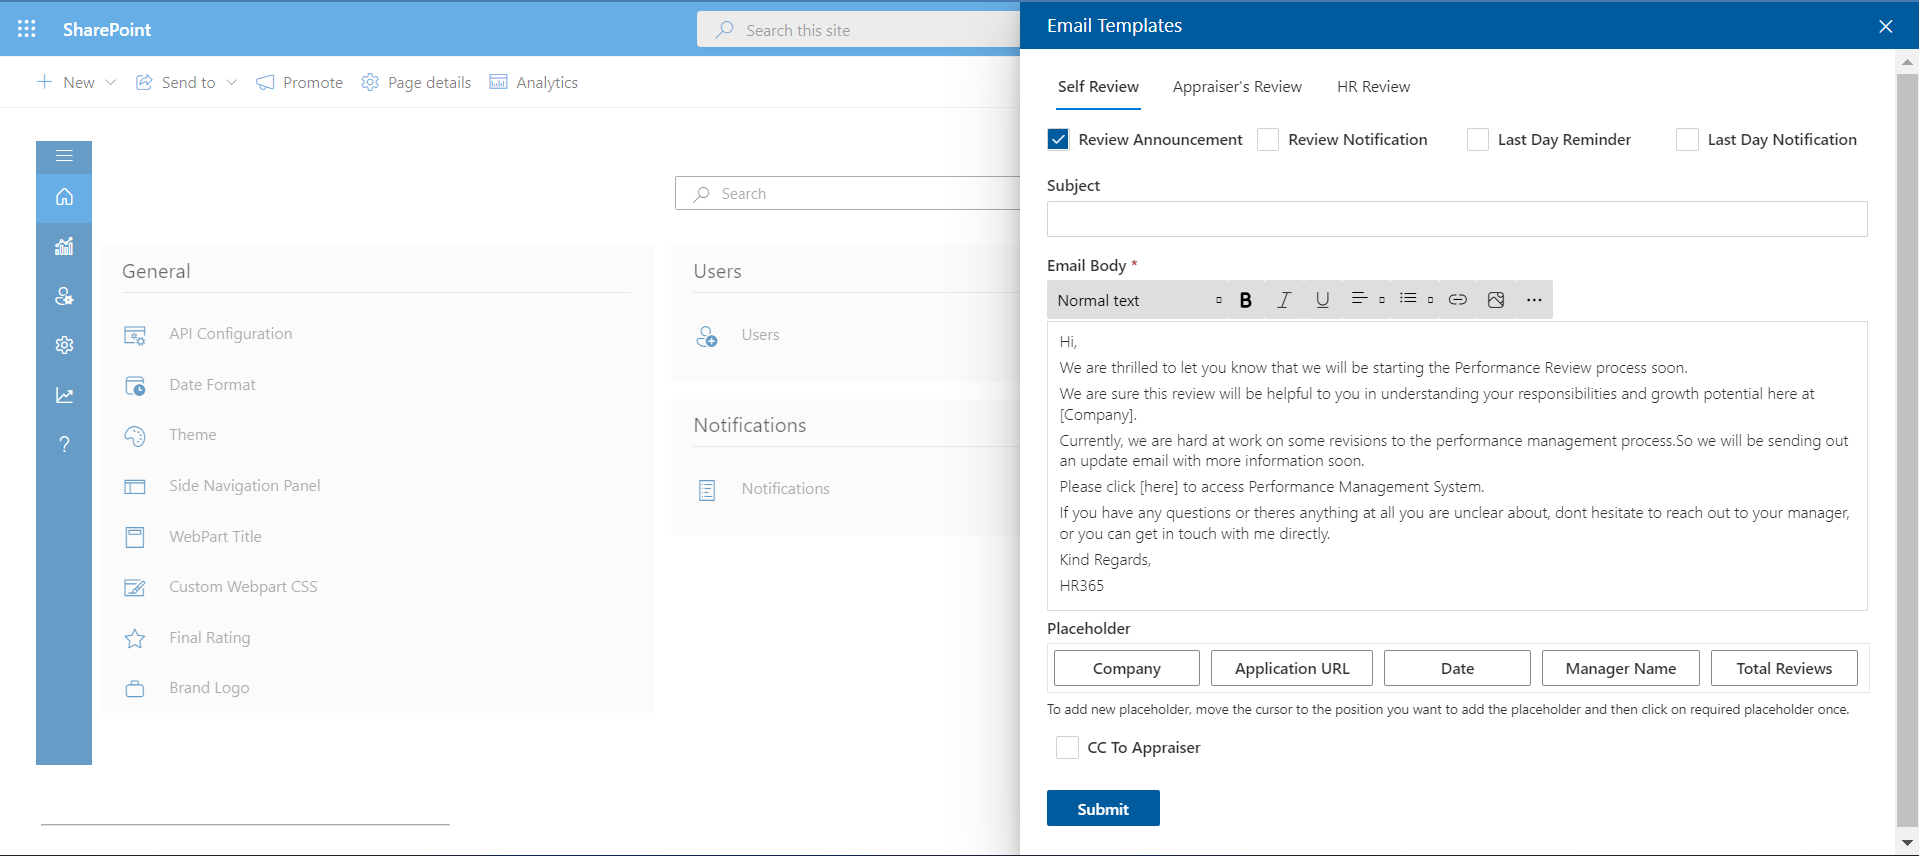 SharePoint
Search this site
New
Send to
Promote
Page details
Analytics
Search
General
API Configuration
Date Format
Theme
Side Navigation Panel
WebPart Title
Custom Webpart CSS
Final Rating
Brand Logo
Users
Users
Notifications
Notifications
Email Templates
Self Review
Appraiser's Review
HR Review
Review Announcement
Review Notification
Last Day Reminder
Last Day Notification
Subject
Email Body *
Normal text
B I U
Hi,
We are thrilled to let you know that we will be starting the Performance Review process soon.
We are sure this review will be helpful to you in understanding your responsibilities and growth potential here at
[Company].
Currently, we are hard at work on some revisions to the performance management process.So we will be sending out
an update email with more information soon.
Please click [here] to access Performance Management System.
If you have any questions or theres anything at all you are unclear about, dont hesitate to reach out to your manager,
or you can get in touch with me directly.
Kind Regards,
HR365
Placeholder
Company
Application URL
Date
Manager Name
Total Reviews
To add new placeholder, move the cursor to the position you want to add the placeholder and then click on required placeholder once.
CC To Appraiser
Submit